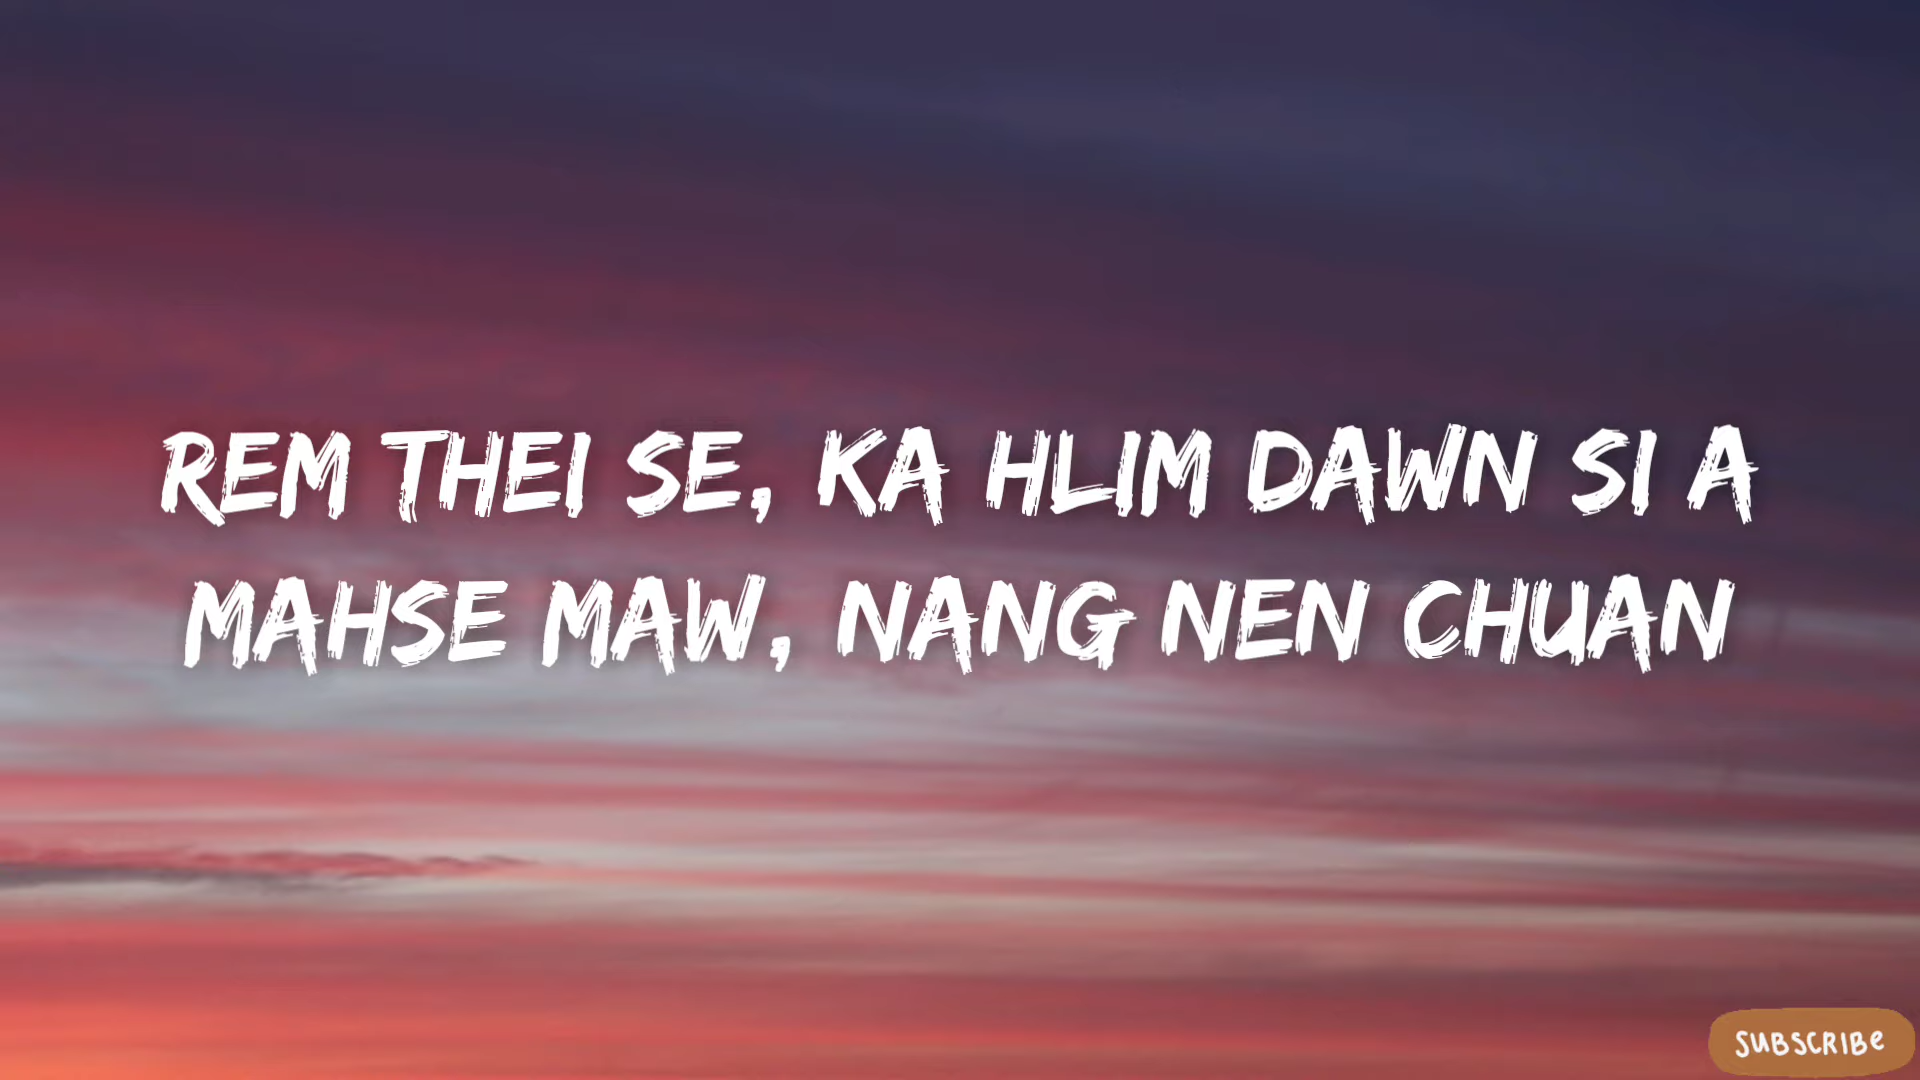 REM THEI SE, KA HLIM DAWN SI A
MAHSE MAW, NANG NEN CHUAN
SUBSCRIBe